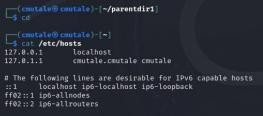 ┌──(cmutale㉿cmutale)-[~/parentdir1]
└─$ cd
┌──(cmutale㉿cmutale)-[~]
└─$ cat /etc/hosts
127.0.0.1 localhost
127.0.1.1 cmutale.cmutale cmutale
# The following lines are desirable for IPv6 capable hosts
::1 localhost ip6-localhost ip6-loopback
ff02::1 ip6-allnodes
ff02::2 ip6-allrouters